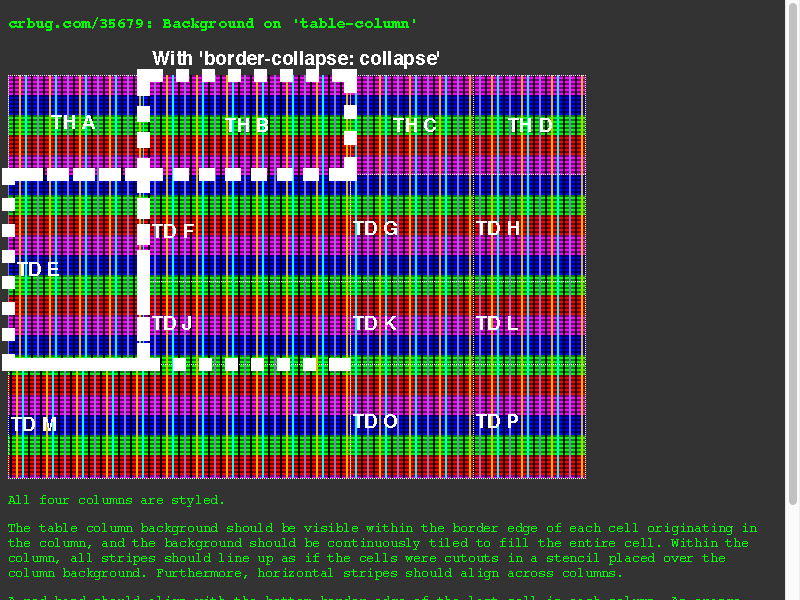 crbug.com/35679: Background on 'table-column'
With 'border-collapse: collapse'
TH A TH B TH C TH D
TD F TD G TD H
TD E
TD J TD K TD L
TD M TD O TD P
All four columns are styled.
The table column background should be visible within the border edge of each cell originating in
the column, and the background should be continuously tiled to fill the entire cell. Within the
column, all stripes should line up as if the cells were cutouts in a stencil placed over the
column background. Furthermore, horizontal stripes should align across columns.